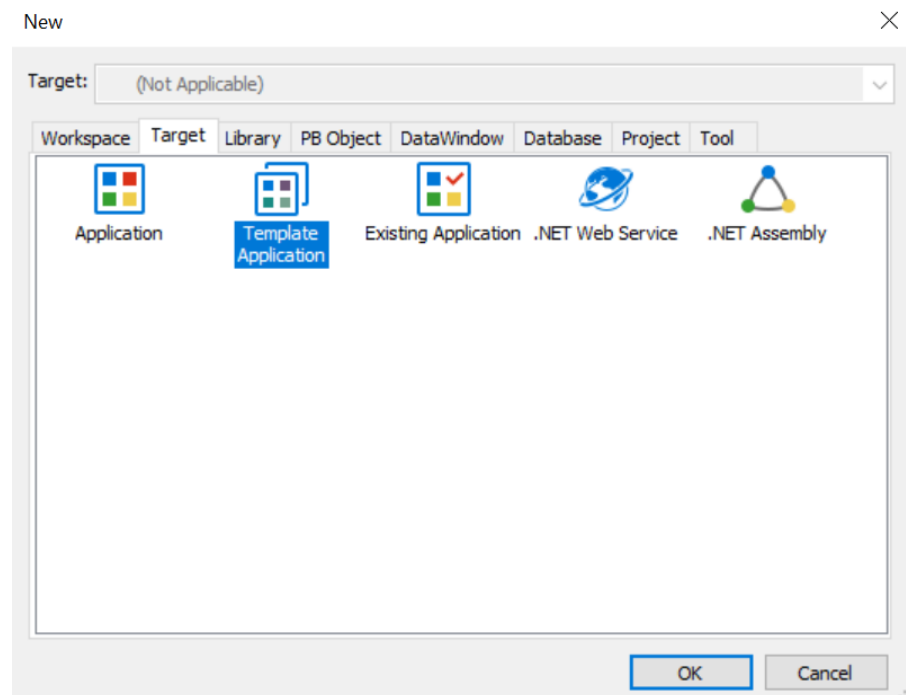 New
Target: (Not Applicable)
Workspace Target Library PB Object DataWindow Database Project Tool
Application Template Application Existing Application .NET Web Service .NET Assembly
OK Cancel